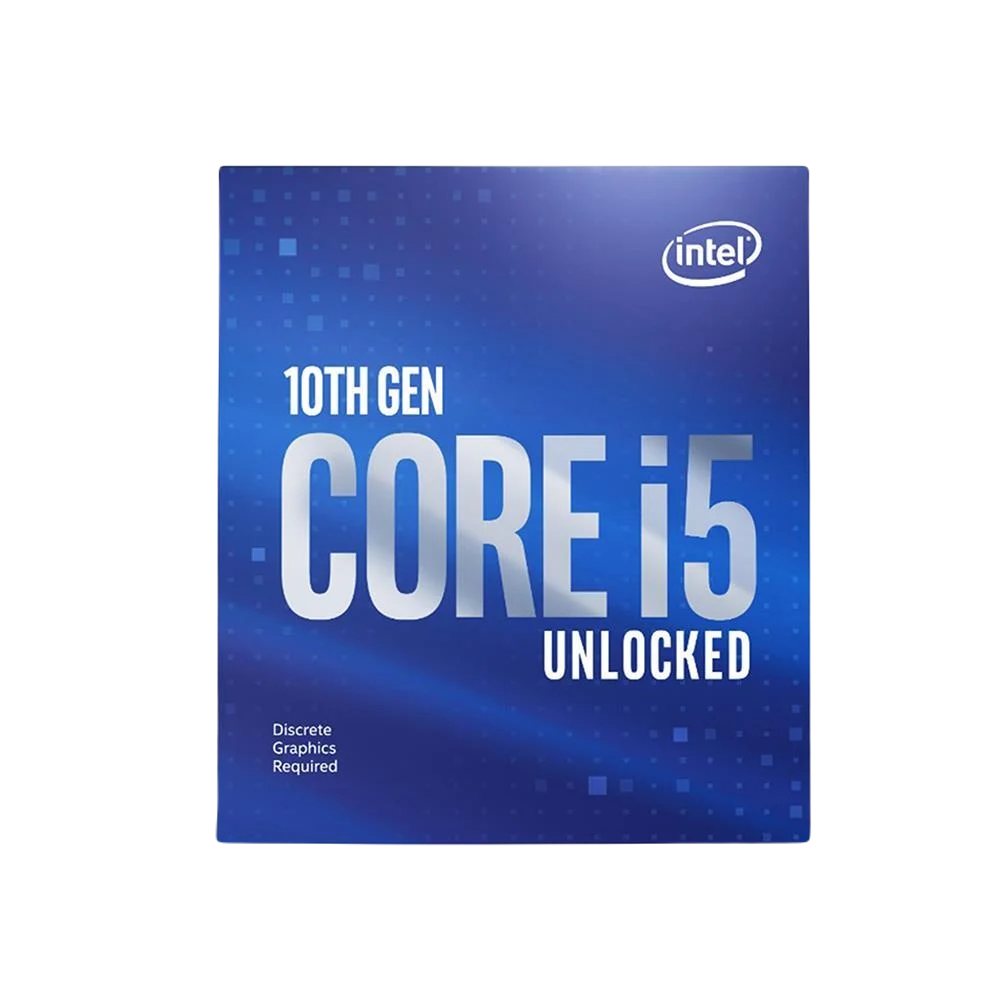 intel
10TH GEN
CORE i5
UNLOCKED
Discrete
Graphics
Required